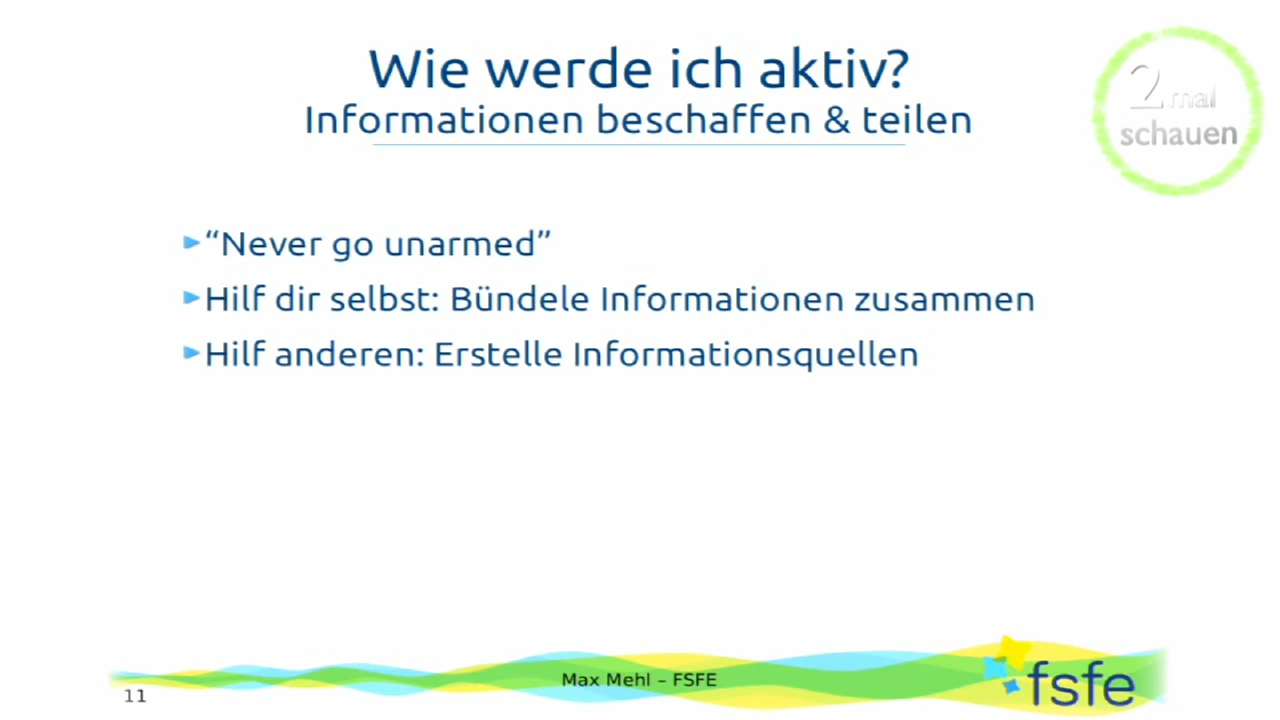 Wie werde ich aktiv?
Informationen beschaffen & teilen
2 mal
schauen
“Never go unarmed”
Hilf dir selbst: Bündele Informationen zusammen
Hilf anderen: Erstelle Informationsquellen
Max Mehl – FSFE
11
fsfe